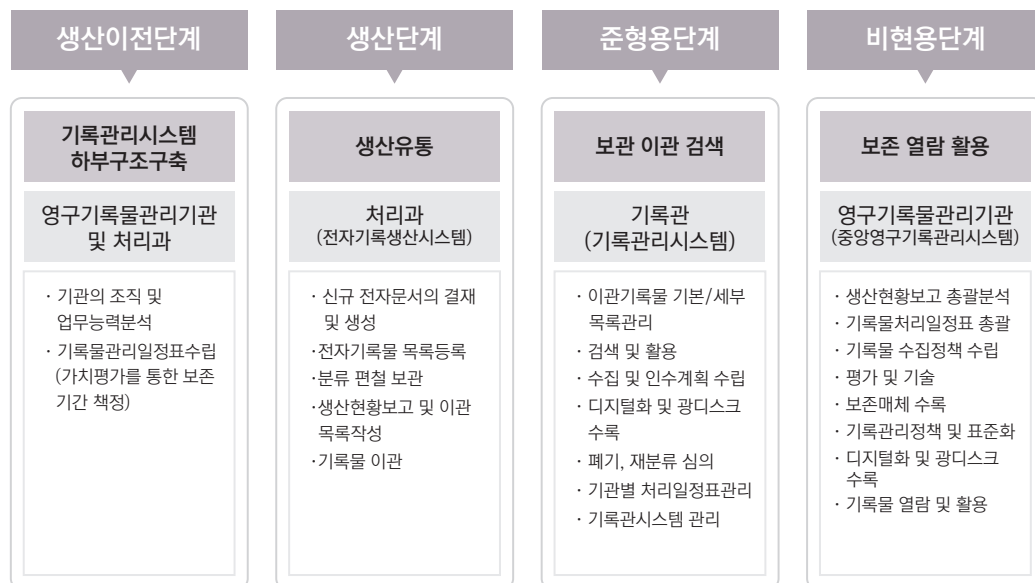 생산이전단계
기록관리시스템
하부구조구축
영구기록물관리기관
및 처리과
· 기관의 조직 및
업무능력분석
· 기록물관리일정표수립
(가치평가를 통한 보존
기간 책정)
생산단계
생산유통
처리과
(전자기록생산시스템)
· 신규 전자문서의 결재
및 생성
·전자기록물 목록등록
·분류 편철 보관
·생산현황보고 및 이관
목록작성
·기록물 이관
준형용단계
보관 이관 검색
기록관
(기록관리시스템)
· 이관기록물 기본/세부
목록관리
· 검색 및 활용
· 수집 및 인수계획 수립
· 디지털화 및 광디스크
수록
· 폐기, 재분류 심의
· 기관별 처리일정표관리
· 기록관시스템 관리
비현용단계
보존 열람 활용
영구기록물관리기관
(중앙영구기록관리시스템)
· 생산현황보고 총괄분석
· 기록물처리일정표 총괄
· 기록물 수집정책 수립
· 평가 및 기술
· 보존매체 수록
· 기록관리정책 및 표준화
· 디지털화 및 광디스크
수록
· 기록물 열람 및 활용